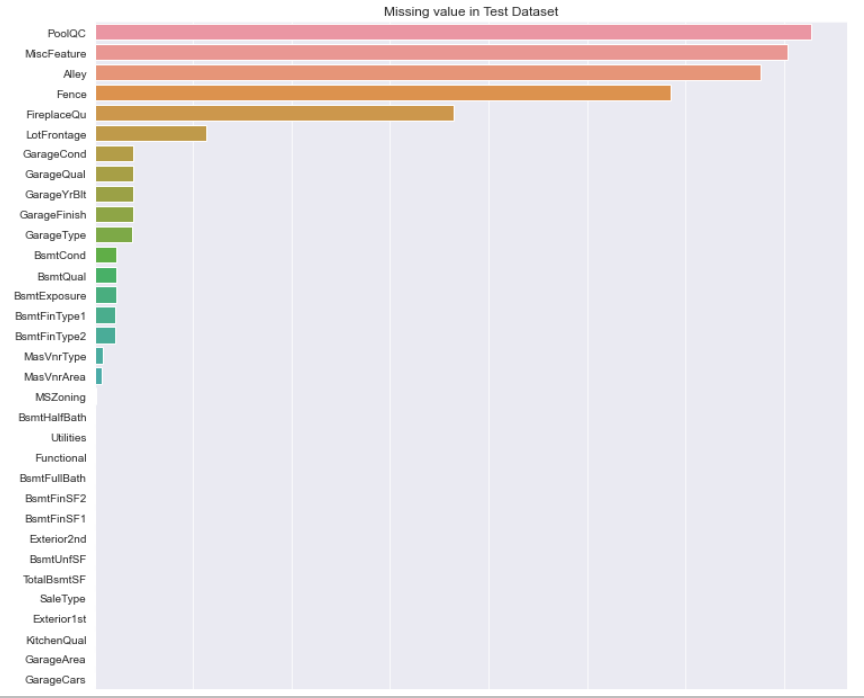 Missing value in Test Dataset
PoolQC
MiscFeature
Alley
Fence
FireplaceQu
LotFrontage
GarageCond
GarageQual
GarageYrBlt
GarageFinish
GarageType
BsmtCond
BsmtQual
BsmtExposure
BsmtFinType1
BsmtFinType2
MasVnrType
MasVnrArea
MSZoning
BsmtHalfBath
Utilities
Functional
BsmtFullBath
BsmtFinSF2
BsmtFinSF1
Exterior2nd
BsmtUnfSF
TotalBsmtSF
SaleType
Exterior1st
KitchenQual
GarageArea
GarageCars